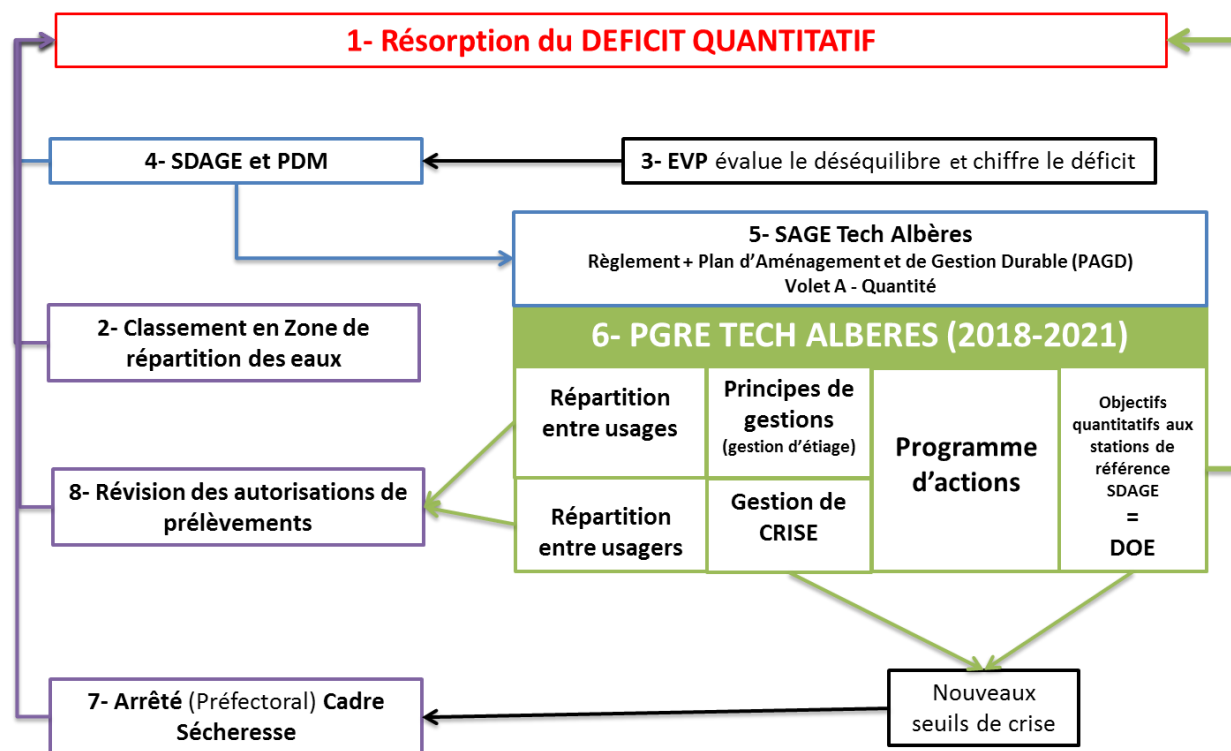 1- Résorption du DEFICIT QUANTITATIF
4- SDAGE et PDM
3- EVP évalue le déséquilibre et chiffre le déficit
5- SAGE Tech Albères
Règlement + Plan d’Aménagement et de Gestion Durable (PAGD)
Volet A - Quantité
2- Classement en Zone de
répartition des eaux
6- PGRE TECH ALBERES (2018-2021)
Répartition
entre usages
Principes de
gestions
(gestion d’étiage)
Programme
d’actions
Objectifs
quantitatifs aux
stations de
référence
SDAGE
=
DOE
8- Révision des autorisations de
prélèvements
Répartition
entre usagers
Gestion de
CRISE
7- Arrêté (Préfectoral) Cadre
Sécheresse
Nouveaux
seuils de crise